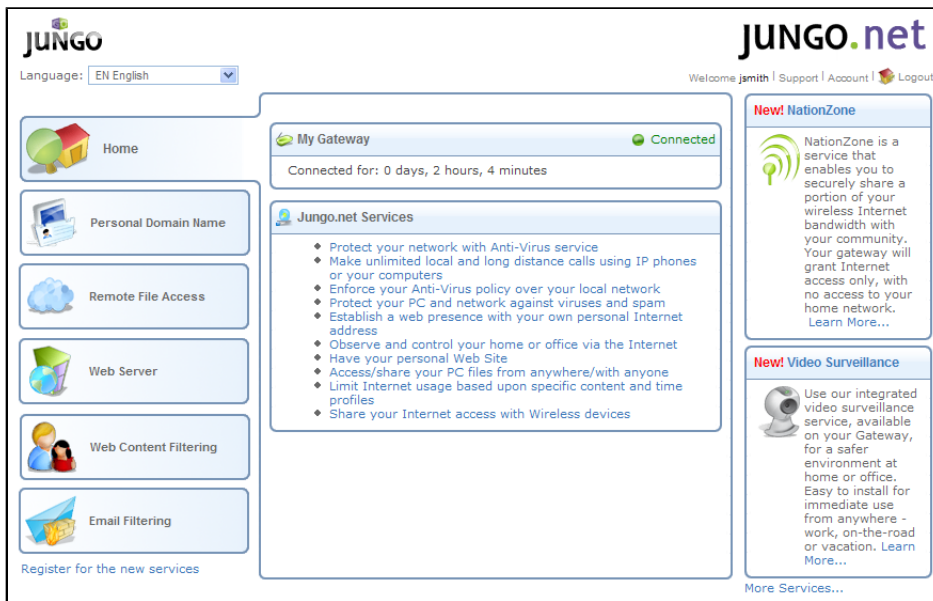 JUNGO
JUNGO.net
Language: EN English
Welcome jsmith | Support | Account | Logout
Home
Personal Domain Name
Remote File Access
Web Server
Web Content Filtering
Email Filtering
Register for the new services
My Gateway
Connected
Connected for: 0 days, 2 hours, 4 minutes
Jungo.net Services
Protect your network with Anti-Virus service
Make unlimited local and long distance calls using IP phones
or your computers
Enforce your Anti-Virus policy over your local network
Protect your PC and network against viruses and spam
Establish a web presence with your own personal Internet
address
Observe and control your home or office via the Internet
Have your personal Web Site
Access/share your PC files from anywhere/with anyone
Limit Internet usage based upon specific content and time
profiles
Share your Internet access with Wireless devices
New! NationZone
NationZone is a
service that
enables you to
securely share a
portion of your
wireless Internet
bandwidth with
your community.
Your gateway will
grant Internet
access only, with
no access to your
home network.
Learn More...
New! Video Surveillance
Use our integrated
video surveillance
service, available
on your Gateway,
for a safer
environment at
home or office.
Easy to install for
immediate use
from anywhere -
work, on-the-road
or vacation. Learn
More...
More Services...